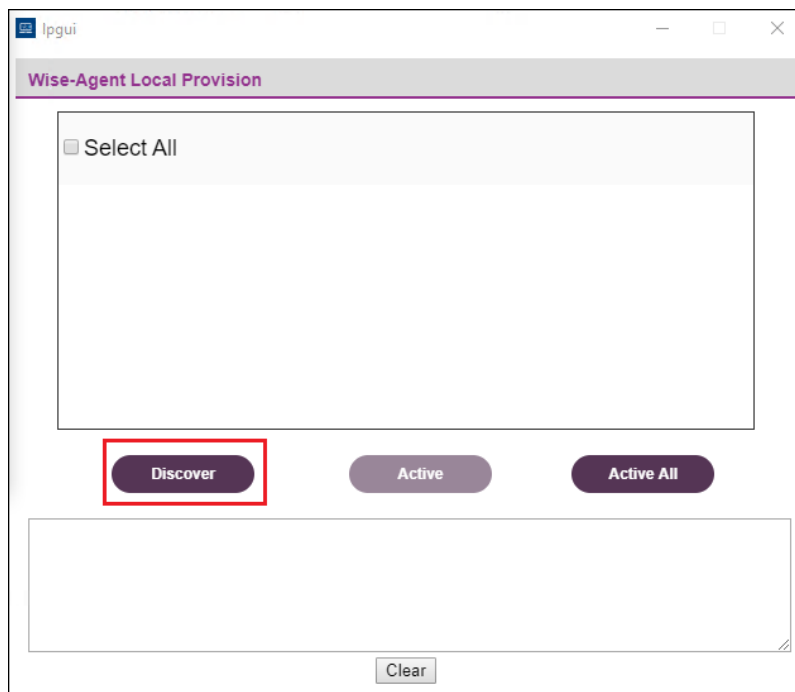 lpgui
Wise-Agent Local Provision
Select All
Discover
Active
Active All
Clear